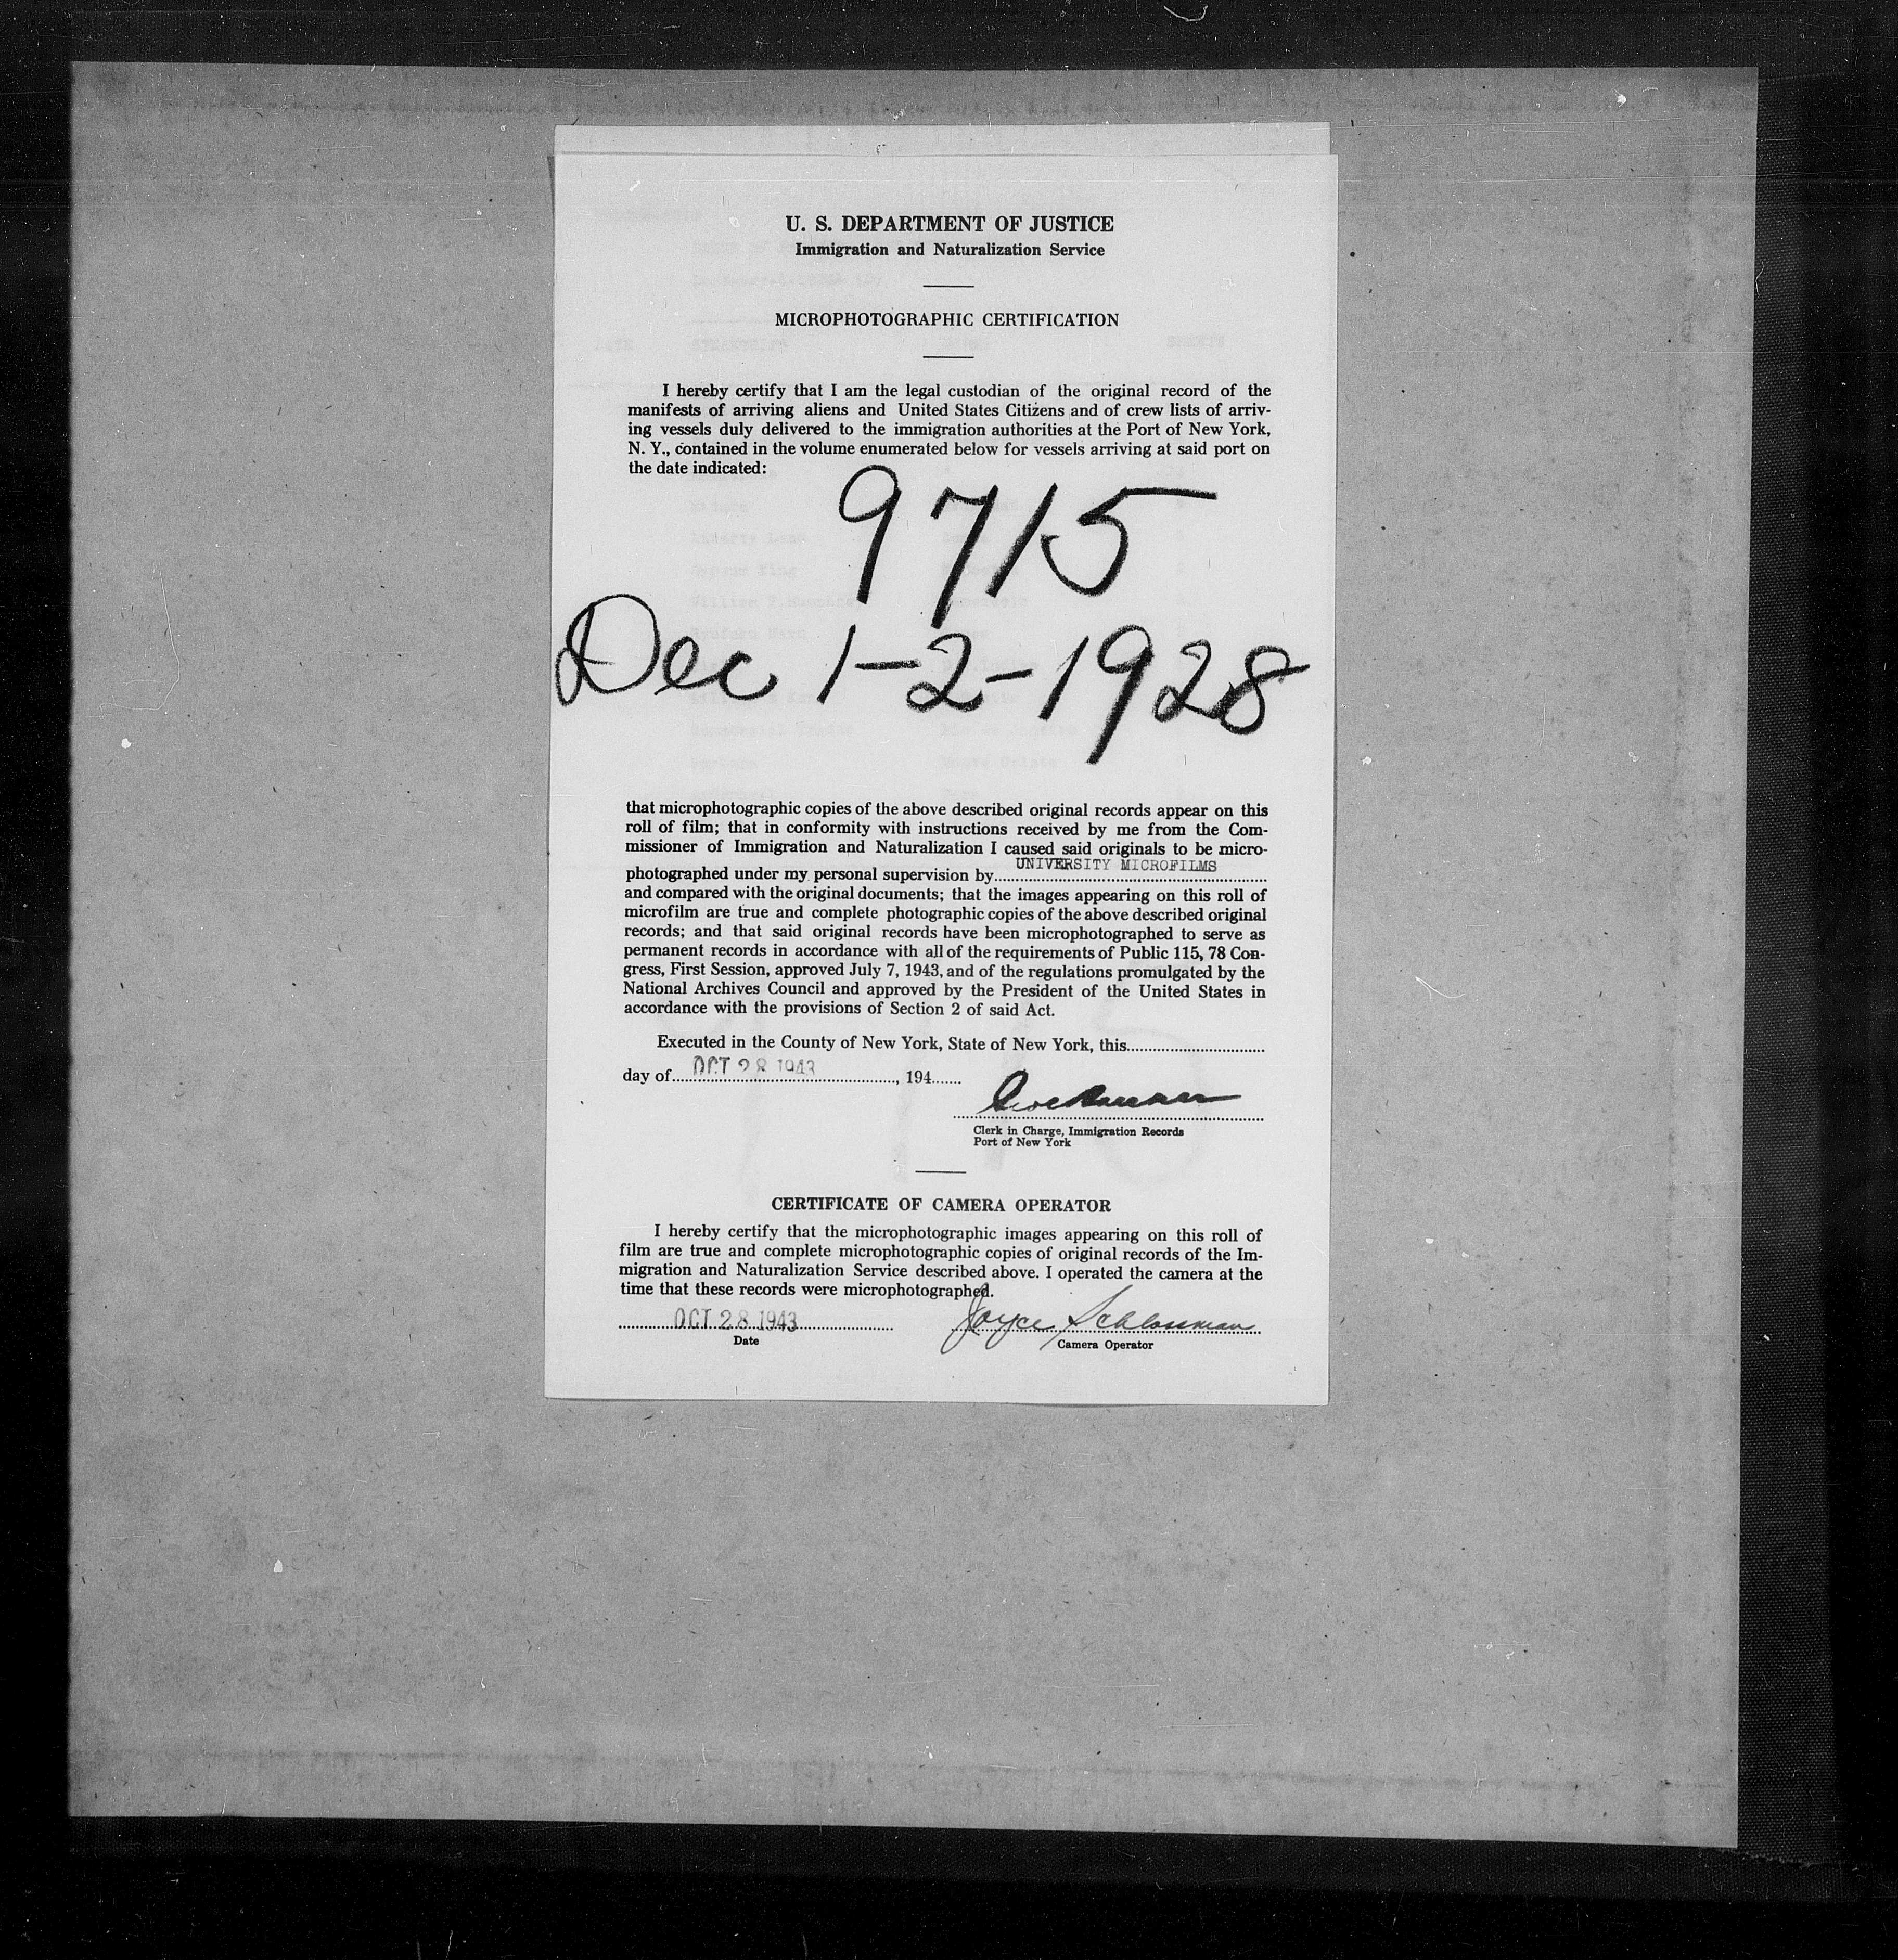 U. S. DEPARTMENT OF JUSTICE
Immigration and Naturalization Service
MICROPHOTOGRAPHIC CERTIFICATION
I hereby certify that I am the legal custodian of the original record of the
manifests of arriving aliens and United States Citizens and of crew lists of arriv-
ing vessels duly delivered to the immigration authorities at the Port of New York,
N. Y., contained in the volume enumerated below for vessels arriving at said port on
the date indicated:
9715
Dec 1-2-1928
that microphotographic copies of the above described original records appear on this
roll of film; that in conformity with instructions received by me from the Com-
missioner of Immigration and Naturalization I caused said originals to be micro-
photographed under my personal supervision by UNIVERSITY MICROFILMS
and compared with the original documents; that the images appearing on this roll of
microfilm are true and complete photographic copies of the above described original
records; and that said original records have been microphotographed to serve as
permanent records in accordance with all of the requirements of Public 115, 78 Con-
gress, First Session, approved July 7, 1943, and of the regulations promulgated by the
National Archives Council and approved by the President of the United States in
accordance with the provisions of Section 2 of said Act.
Executed in the County of New York, State of New York, this
day of OCT 28 1943, 194
Clerk in Charge, Immigration Records
Port of New York
CERTIFICATE OF CAMERA OPERATOR
I hereby certify that the microphotographic images appearing on this roll of
film are true and complete microphotographic copies of original records of the Im-
migration and Naturalization Service described above. I operated the camera at the
time that these records were microphotographed.
OCT 28 1943 Joyce Schlossman
Date Camera Operator